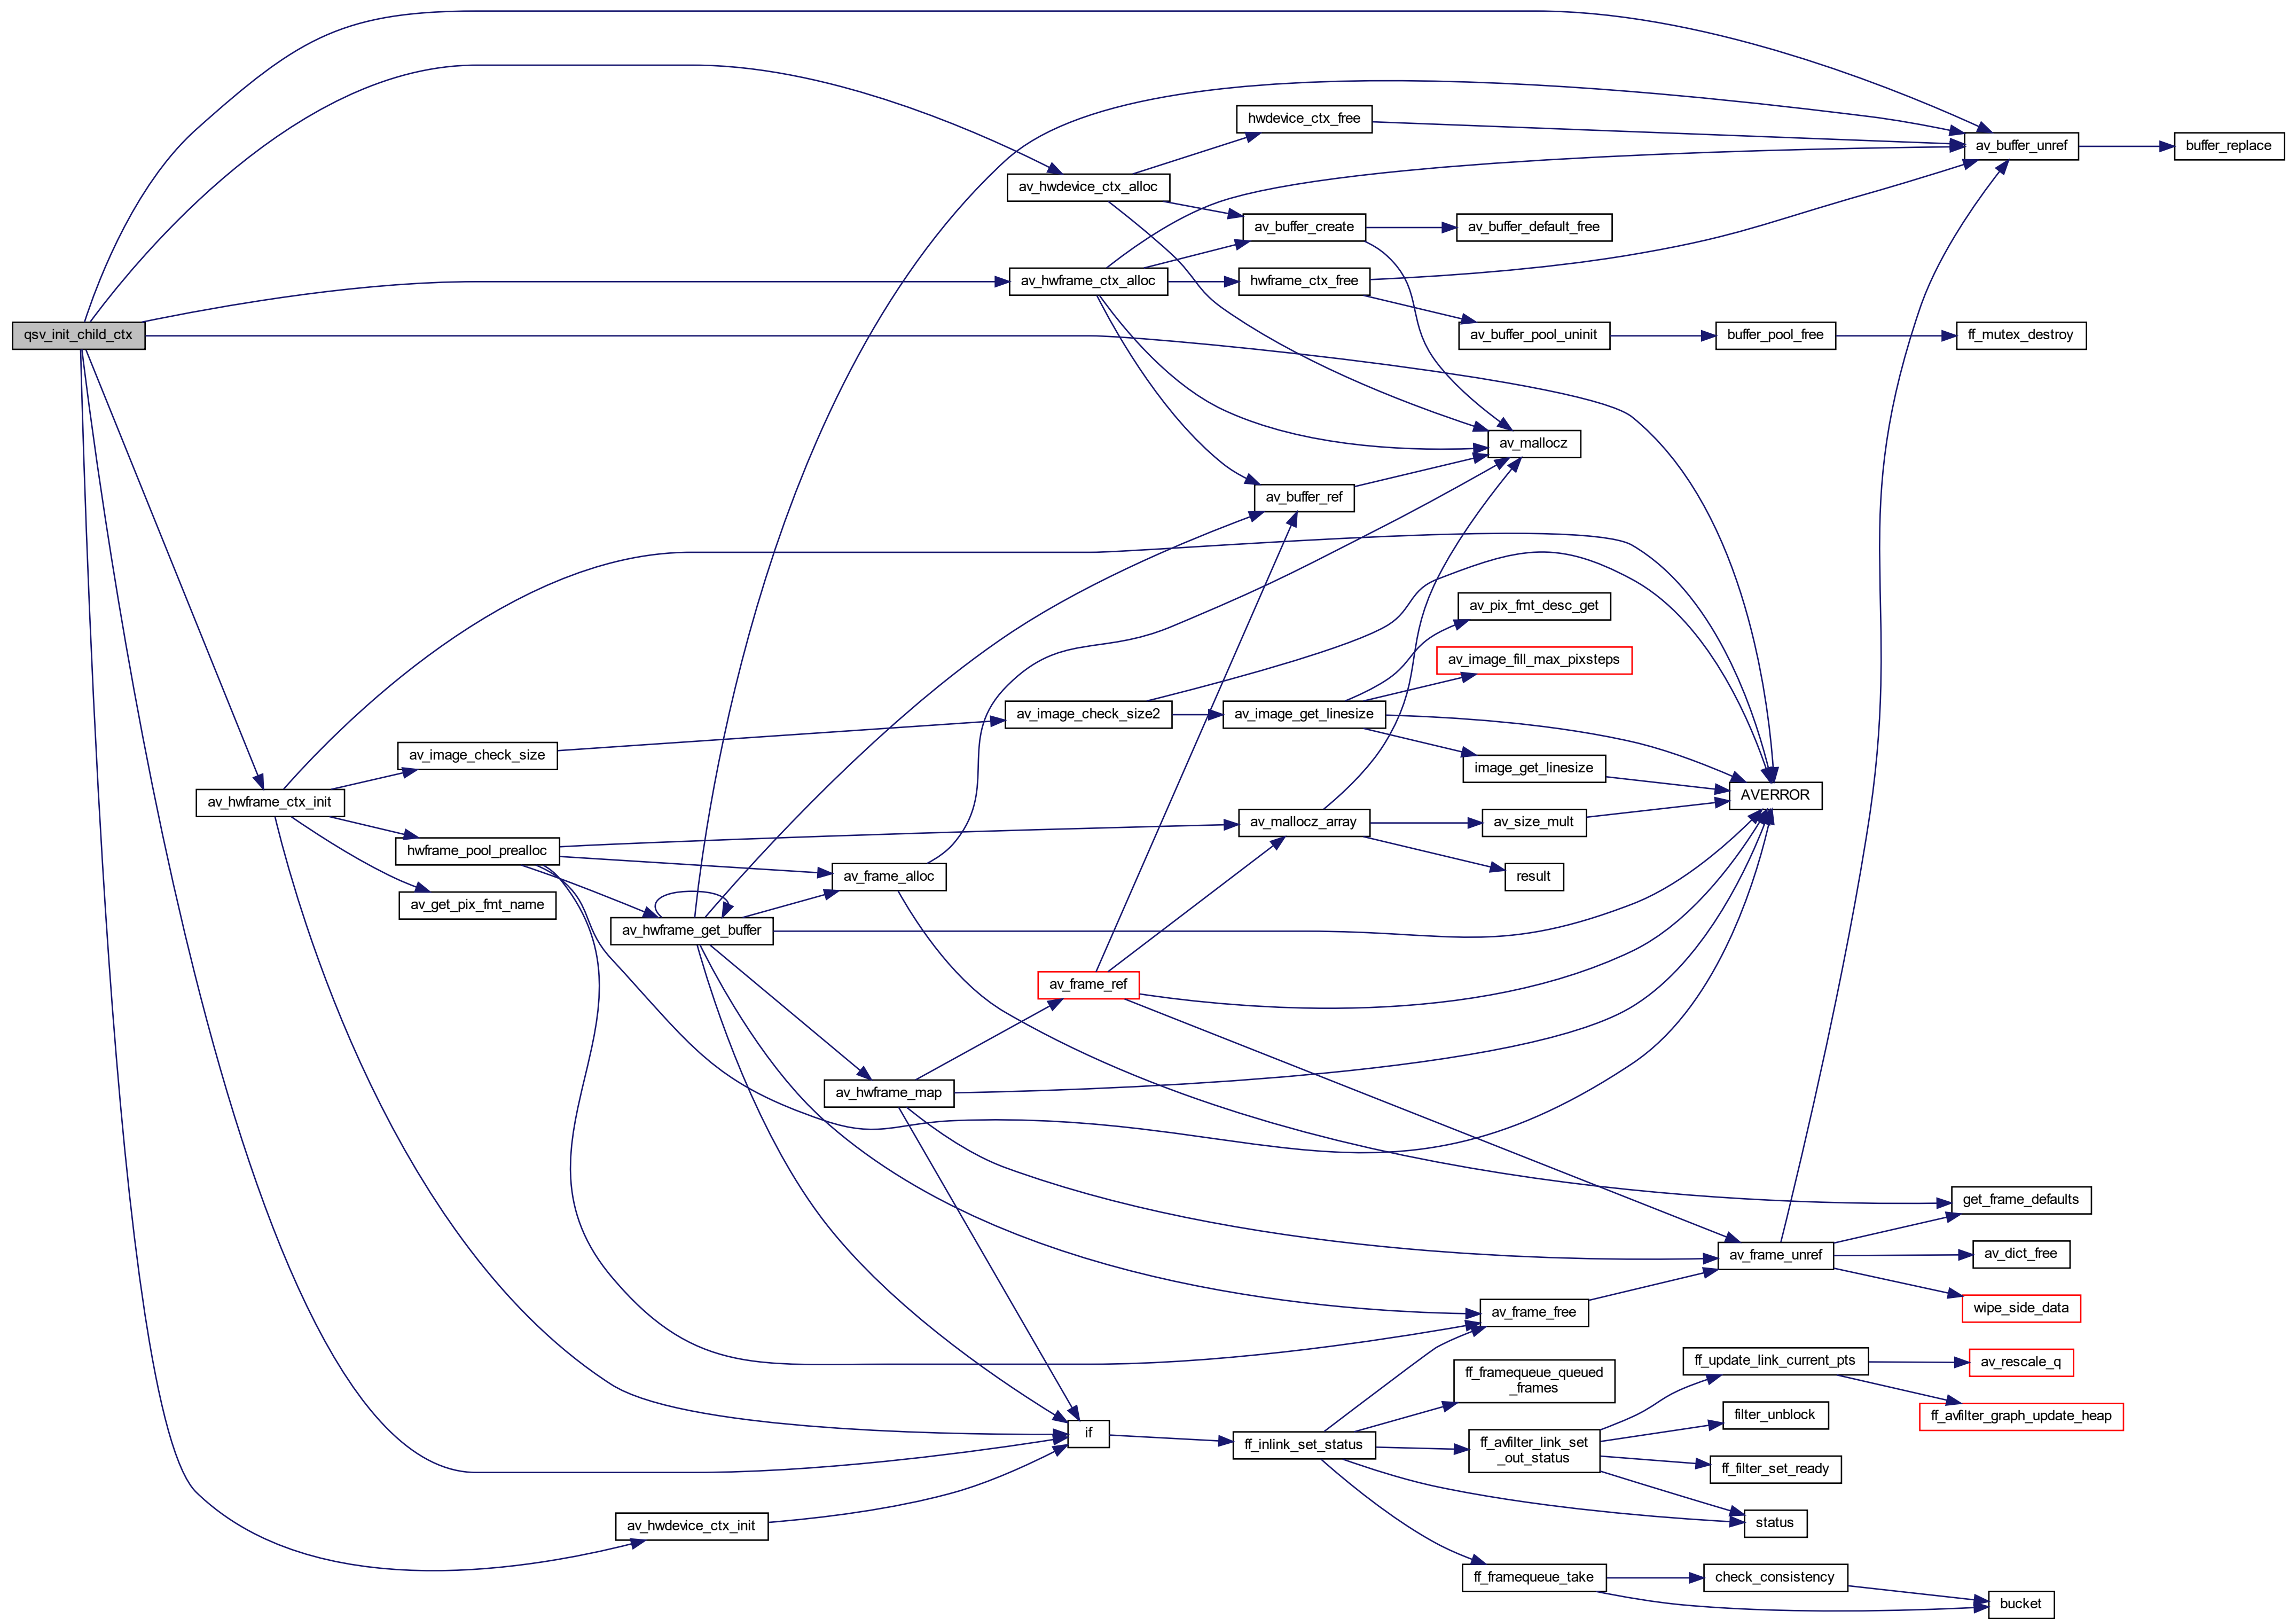 hwdevice_ctx_free
av_buffer_unref
buffer_replace
av_hwdevice_ctx_alloc
av_buffer_create
av_buffer_default_free
av_hwframe_ctx_alloc
hwframe_ctx_free
qsv_init_child_ctx
av_buffer_pool_uninit
buffer_pool_free
ff_mutex_destroy
av_mallocz
av_buffer_ref
av_pix_fmt_desc_get
av_image_fill_max_pixsteps
av_image_check_size2
av_image_get_linesize
av_image_check_size
image_get_linesize
av_hwframe_ctx_init
AVERROR
av_mallocz_array
av_size_mult
hwframe_pool_prealloc
av_frame_alloc
result
av_get_pix_fmt_name
av_hwframe_get_buffer
av_frame_ref
av_hwframe_map
get_frame_defaults
av_frame_unref
av_dict_free
wipe_side_data
av_frame_free
ff_update_link_current_pts
av_rescale_q
ff_framequeue_queued
_frames
filter_unblock
ff_avfilter_graph_update_heap
if
ff_inlink_set_status
ff_avfilter_link_set
_out_status
ff_filter_set_ready
av_hwdevice_ctx_init
status
ff_framequeue_take
check_consistency
bucket